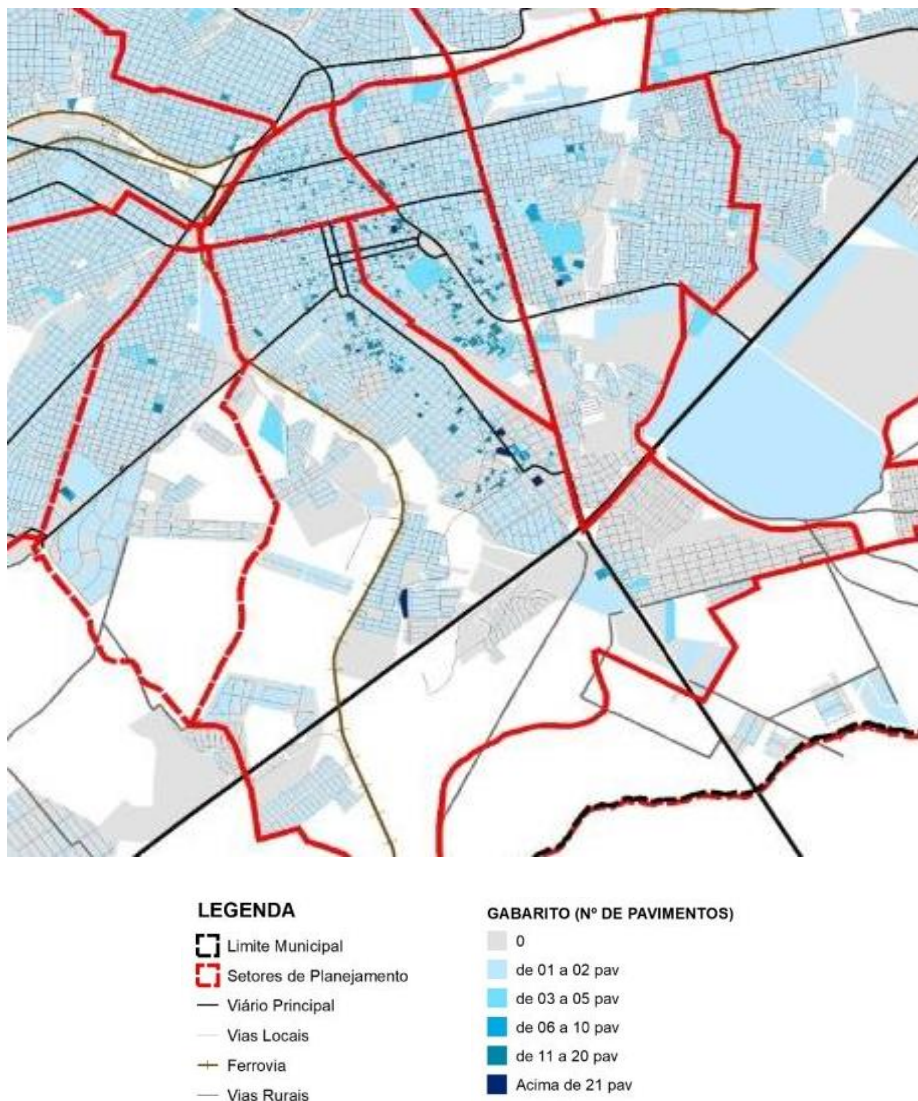 LEGENDA
Limite Municipal
Setores de Planejamento
Viário Principal
Vias Locais
Ferrovia
Vias Rurais
GABARITO (Nº DE PAVIMENTOS)
0
de 01 a 02 pav
de 03 a 05 pav
de 06 a 10 pav
de 11 a 20 pav
Acima de 21 pav